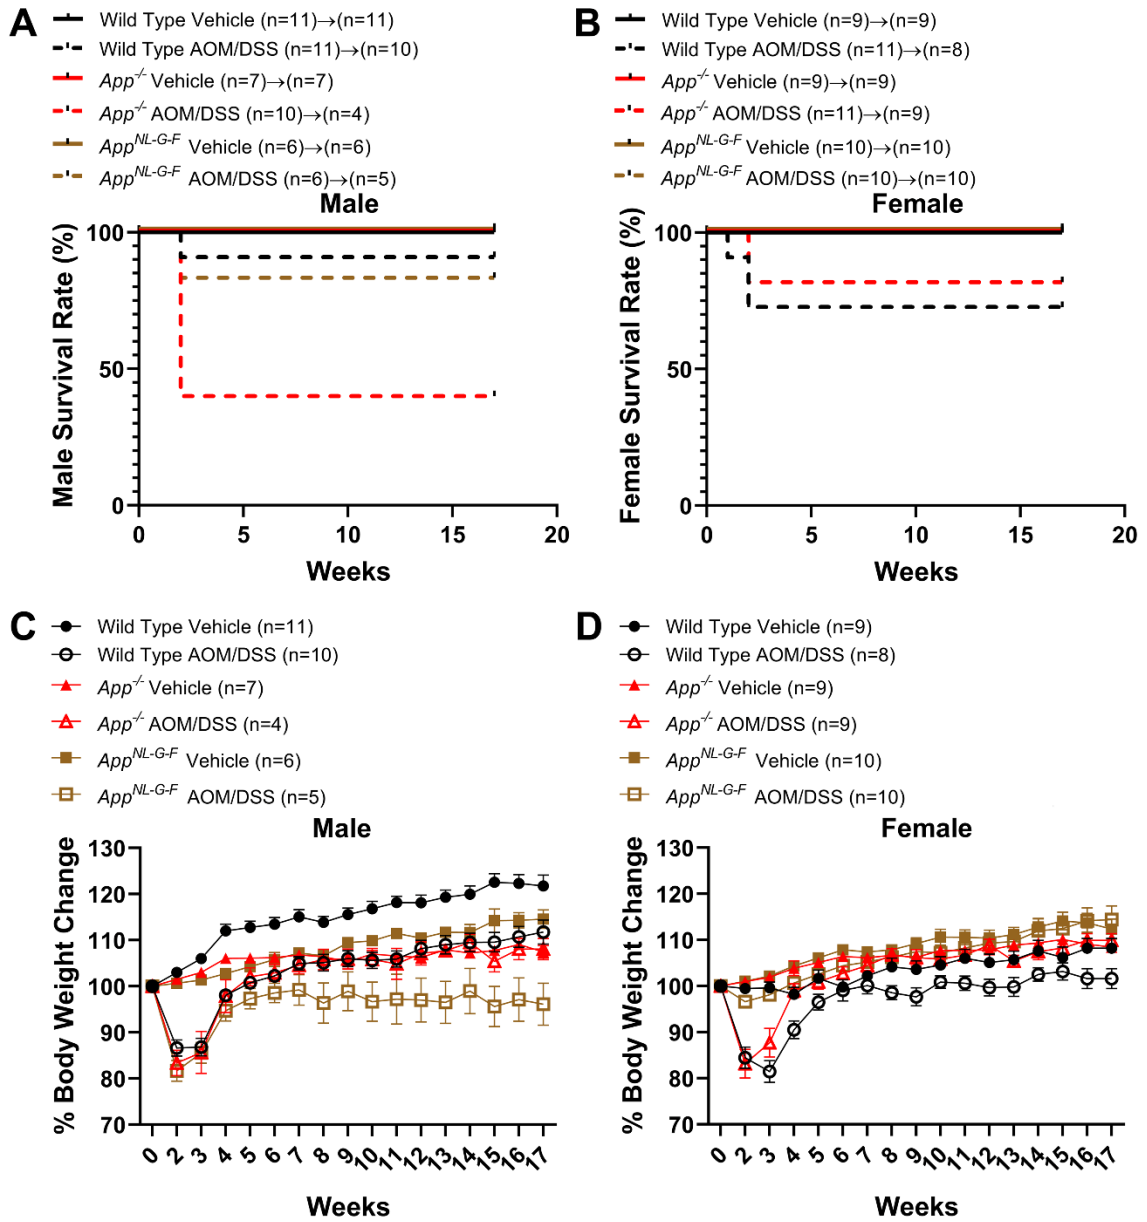 A
Wild Type Vehicle (n=11)→(n=11)
Wild Type AOM/DSS (n=11)→(n=10)
App-/- Vehicle (n=7)→(n=7)
App-/- AOM/DSS (n=10)→(n=4)
AppNL-G-F Vehicle (n=6)→(n=6)
AppNL-G-F AOM/DSS (n=6)→(n=5)
Male
Male Survival Rate (%)
100
50
0
0 5 10 15 20
Weeks
B
Wild Type Vehicle (n=9)→(n=9)
Wild Type AOM/DSS (n=11)→(n=8)
App-/- Vehicle (n=9)→(n=9)
App-/- AOM/DSS (n=11)→(n=9)
AppNL-G-F Vehicle (n=10)→(n=10)
AppNL-G-F AOM/DSS (n=10)→(n=10)
Female
Female Survival Rate (%)
100
50
0
0 5 10 15 20
Weeks
C
Wild Type Vehicle (n=11)
Wild Type AOM/DSS (n=10)
App-/- Vehicle (n=7)
App-/- AOM/DSS (n=4)
AppNL-G-F Vehicle (n=6)
AppNL-G-F AOM/DSS (n=5)
Male
% Body Weight Change
130
120
110
100
90
80
70
0 2 3 4 5 6 7 8 9 10 11 12 13 14 15 16 17
Weeks
D
Wild Type Vehicle (n=9)
Wild Type AOM/DSS (n=8)
App-/- Vehicle (n=9)
App-/- AOM/DSS (n=9)
AppNL-G-F Vehicle (n=10)
AppNL-G-F AOM/DSS (n=10)
Female
% Body Weight Change
130
120
110
100
90
80
70
0 2 3 4 5 6 7 8 9 10 11 12 13 14 15 16 17
Weeks